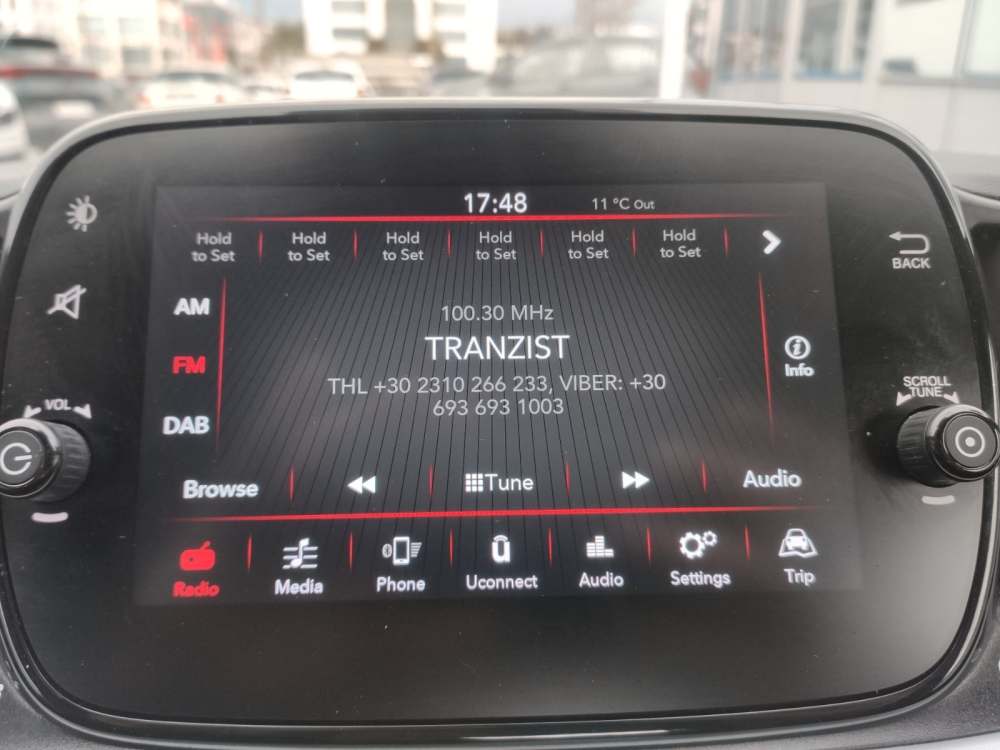 17:48
11 °C Out
Hold to Set
Hold to Set
Hold to Set
Hold to Set
Hold to Set
Hold to Set
AM
FM
DAB
100.30 MHz
TRANZIST
THL +30 2310 266 233, VIBER: +30
693 693 1003
Info
BACK
VOL
SCROLL
TUNE
Browse
Tune
Audio
Radio
Media
Phone
Uconnect
Audio
Settings
Trip